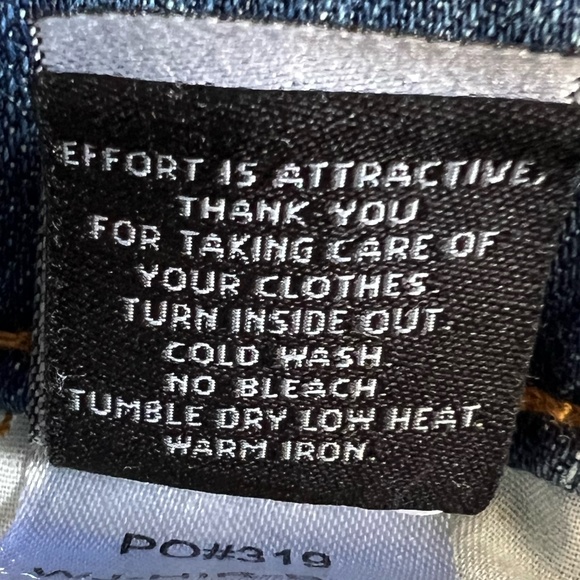 EFFORT IS ATTRACTIVE,
THANK YOU
FOR TAKING CARE OF
YOUR CLOTHES.
TURN INSIDE OUT.
COLD WASH.
NO BLEACH.
TUMBLE DRY LOW HEAT.
WARM IRON.
PO#319